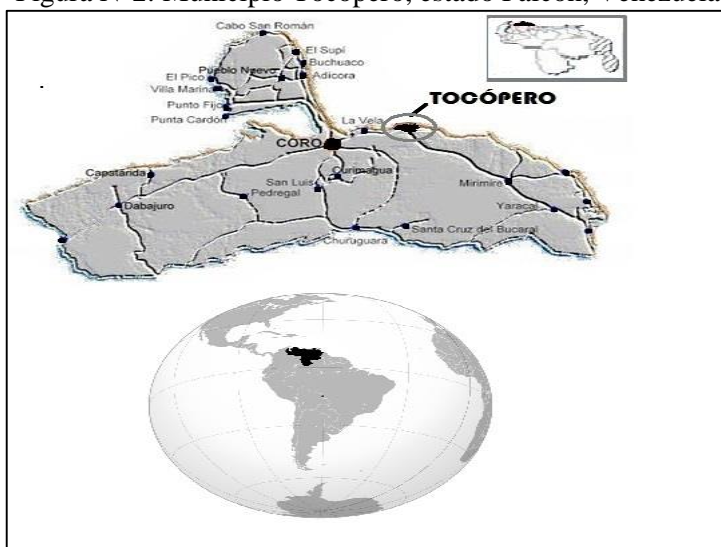 Figura IV 2. Municipio Tocópero, estado Falcón, Venezuela
Cabo San Román
El Supí
Buchuaco
Pueblo Nuevo
Adícora
El Pico
Villa Marina
Punto Fijo
Punta Cardón
TOCÓPERO
La Vela
CORO
Capatárida
Curimagua
San Luis
Mirimire
Pedregal
Dabajuro
Yaracal
Santa Cruz del Bucaral
Churuguara